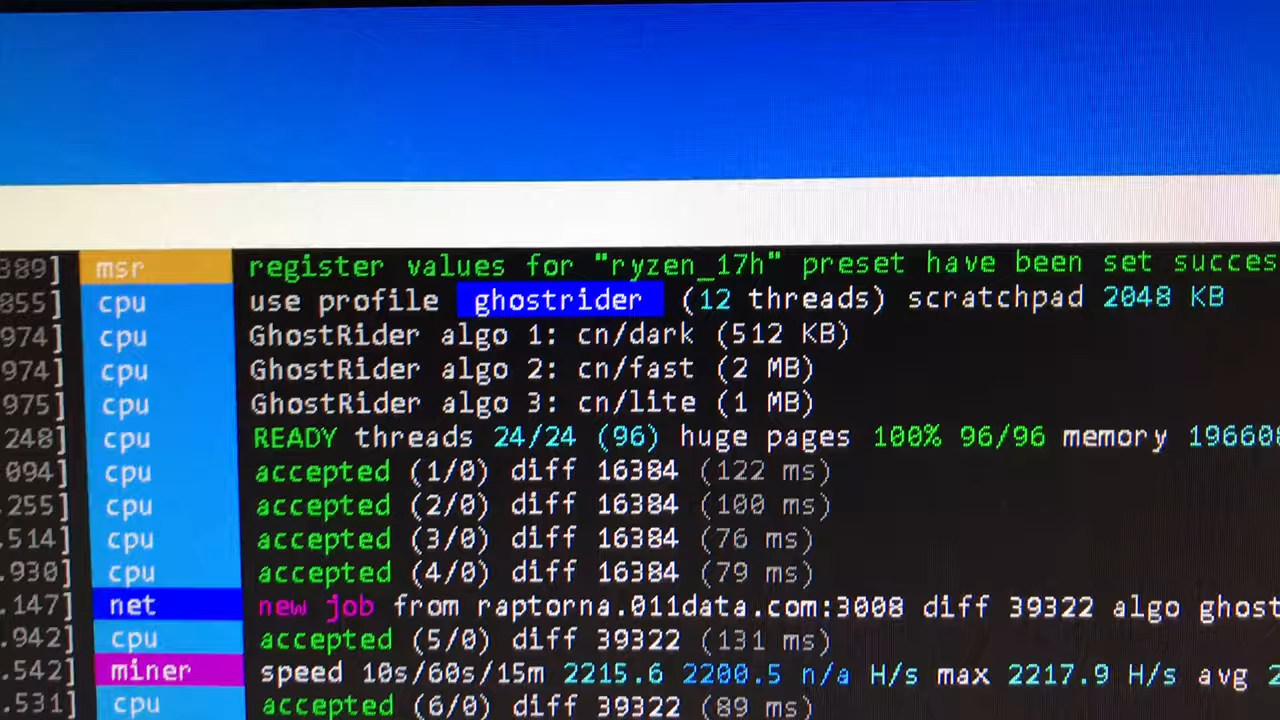 389] msr register values for "ryzen_17h" preset have been set succes
055] cpu use profile ghostrider (12 threads) scratchpad 2048 KB
974] cpu GhostRider algo 1: cn/dark (512 KB)
974] cpu GhostRider algo 2: cn/fast (2 MB)
975] cpu GhostRider algo 3: cn/lite (1 MB)
248] cpu READY threads 24/24 (96) huge pages 100% 96/96 memory 196608
.094] cpu accepted (1/0) diff 16384 (122 ms)
.255] cpu accepted (2/0) diff 16384 (100 ms)
.514] cpu accepted (3/0) diff 16384 (76 ms)
.930] cpu accepted (4/0) diff 16384 (79 ms)
.147] net new job from raptorna.011data.com:3008 diff 39322 algo ghost
.942] cpu accepted (5/0) diff 39322 (131 ms)
.542] miner speed 10s/60s/15m 2215.6 2200.5 n/a H/s max 2217.9 H/s avg 2
.531] cpu accepted (6/0) diff 39322 (89 ms)